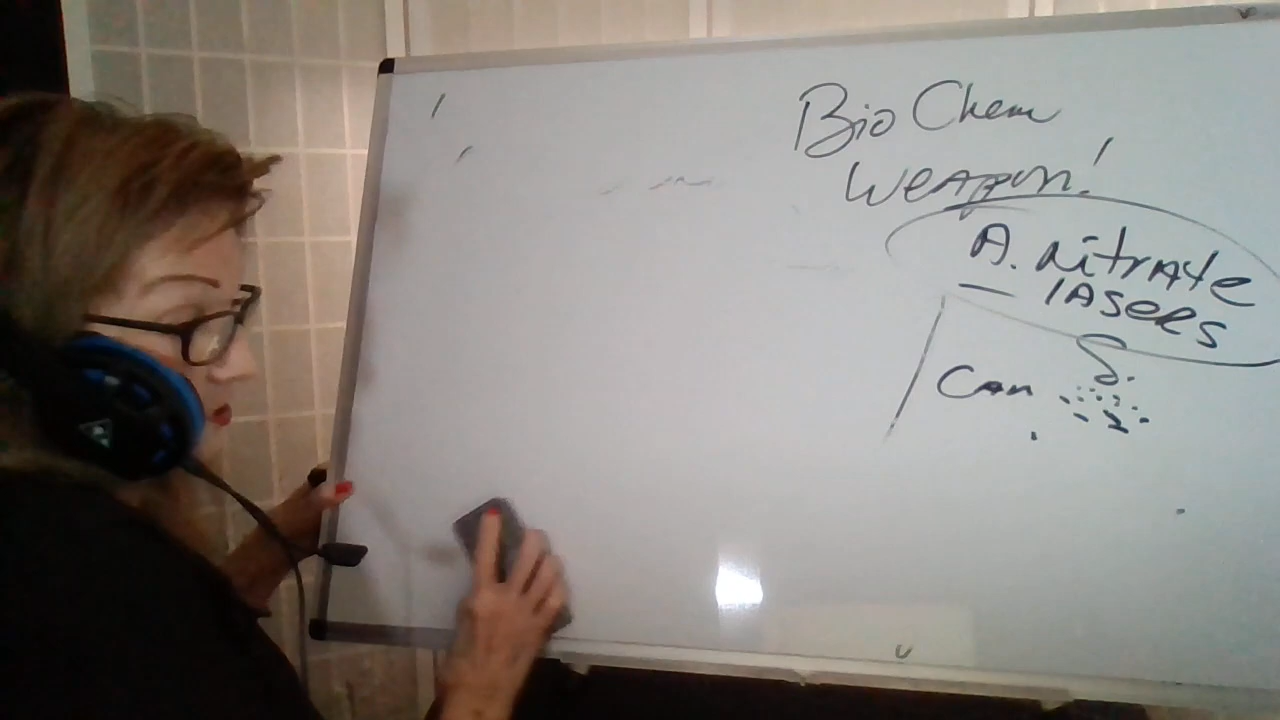 Bio Chem
Weapon!
A. nitrate
– lasers
Can